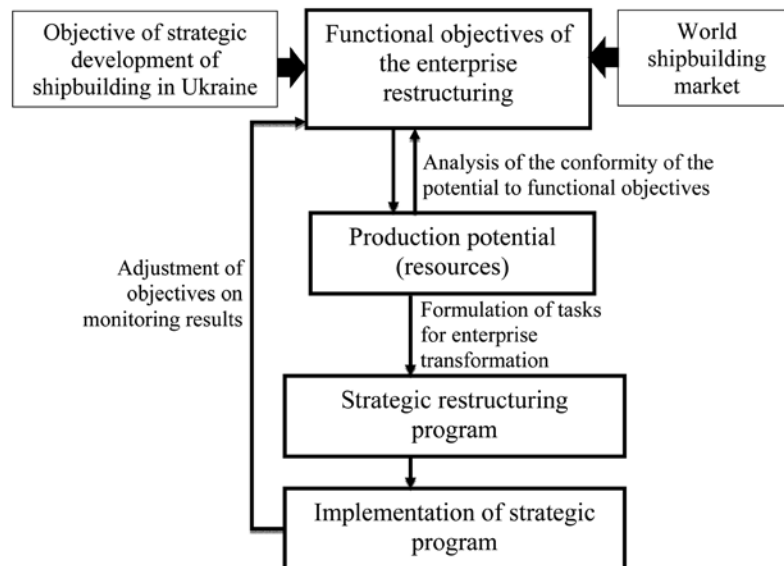 Objective of strategic
development of
shipbuilding in Ukraine
Functional objectives of
the enterprise
restructuring
World
shipbuilding
market
Analysis of the conformity of the
potential to functional objectives
Production potential
(resources)
Adjustment of
objectives on
monitoring results
Formulation of tasks
for enterprise
transformation
Strategic restructuring
program
Implementation of strategic
program